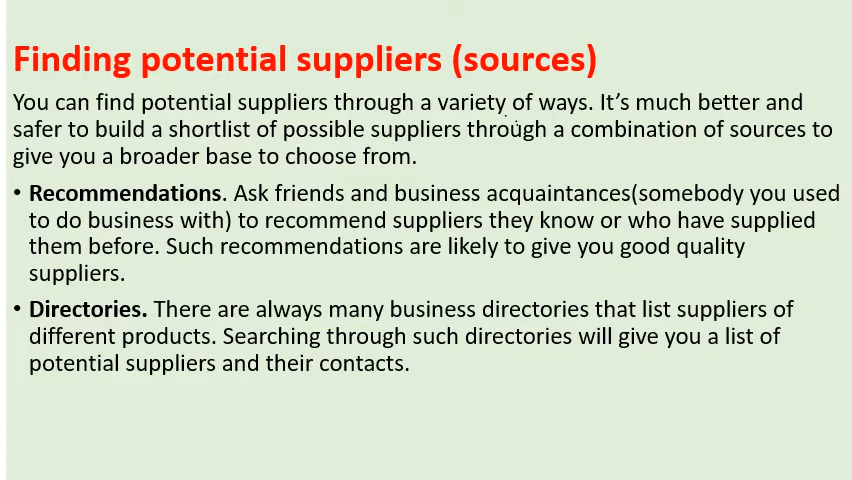 Finding potential suppliers (sources)
You can find potential suppliers through a variety of ways. It’s much better and
safer to build a shortlist of possible suppliers through a combination of sources to
give you a broader base to choose from.
• Recommendations. Ask friends and business acquaintances(somebody you used
to do business with) to recommend suppliers they know or who have supplied
them before. Such recommendations are likely to give you good quality
suppliers.
• Directories. There are always many business directories that list suppliers of
different products. Searching through such directories will give you a list of
potential suppliers and their contacts.